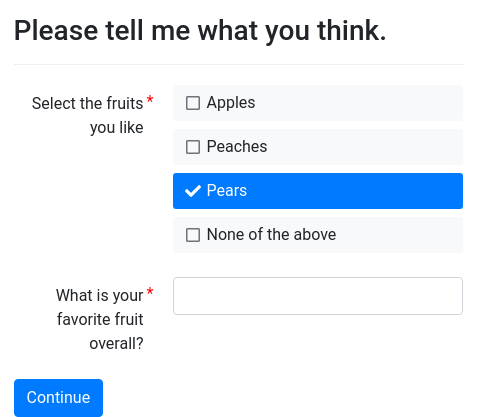 Please tell me what you think.
Select the fruits *
you like
Apples
Peaches
Pears
None of the above
What is your *
favorite fruit
overall?
Continue